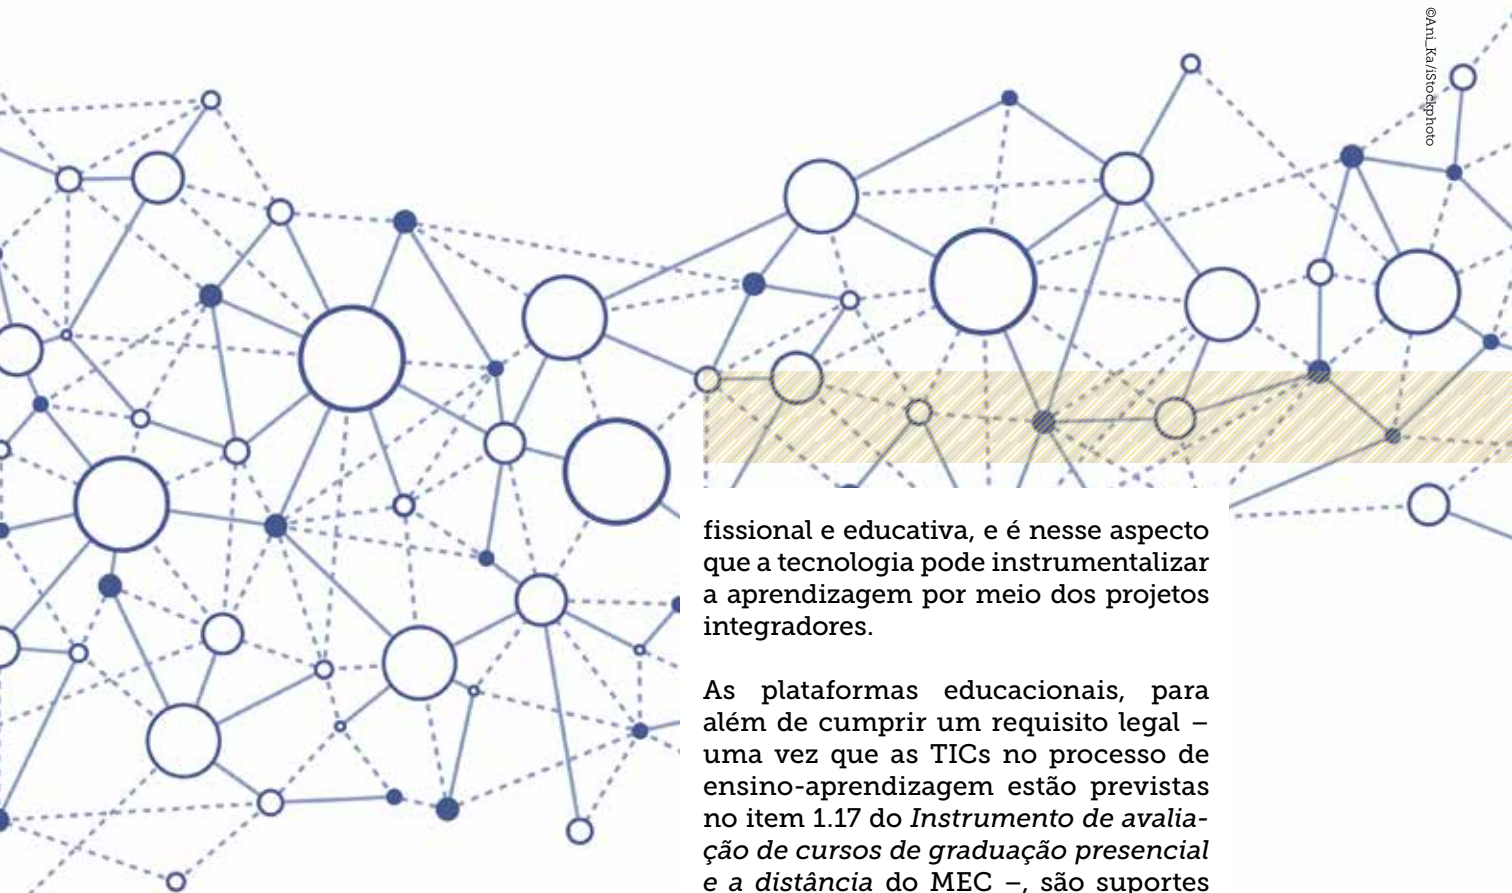 ©Ani_Ka/iStockphoto
fissional e educativa, e é nesse aspecto
que a tecnologia pode instrumentalizar
a aprendizagem por meio dos projetos
integradores.
As plataformas educacionais, para
além de cumprir um requisito legal –
uma vez que as TICs no processo de
ensino-aprendizagem estão previstas
no item 1.17 do Instrumento de avalia-
ção de cursos de graduação presencial
e a distância do MEC –, são suportes